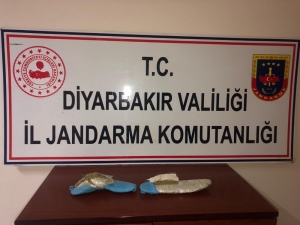 T.C.
DİYARBAKIR VALİLİĞİ
İL JANDARMA KOMUTANLIĞI